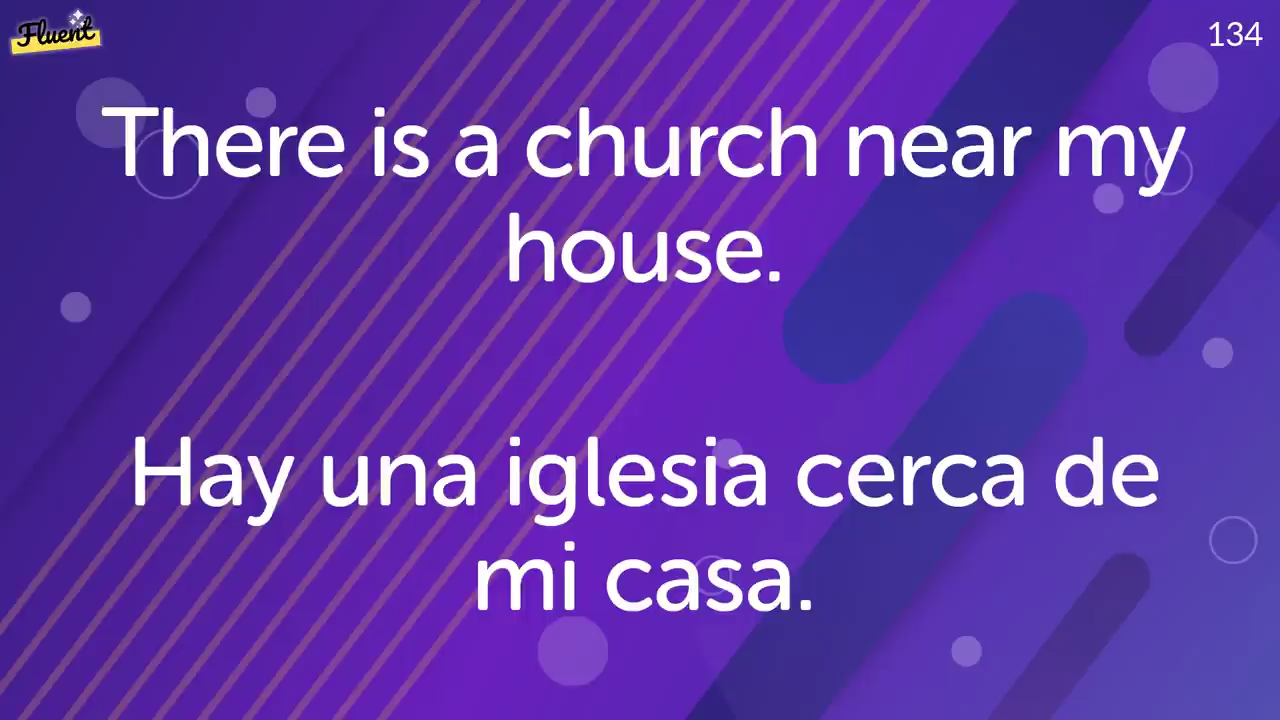 Fluent
134
There is a church near my
house.
Hay una iglesia cerca de
mi casa.